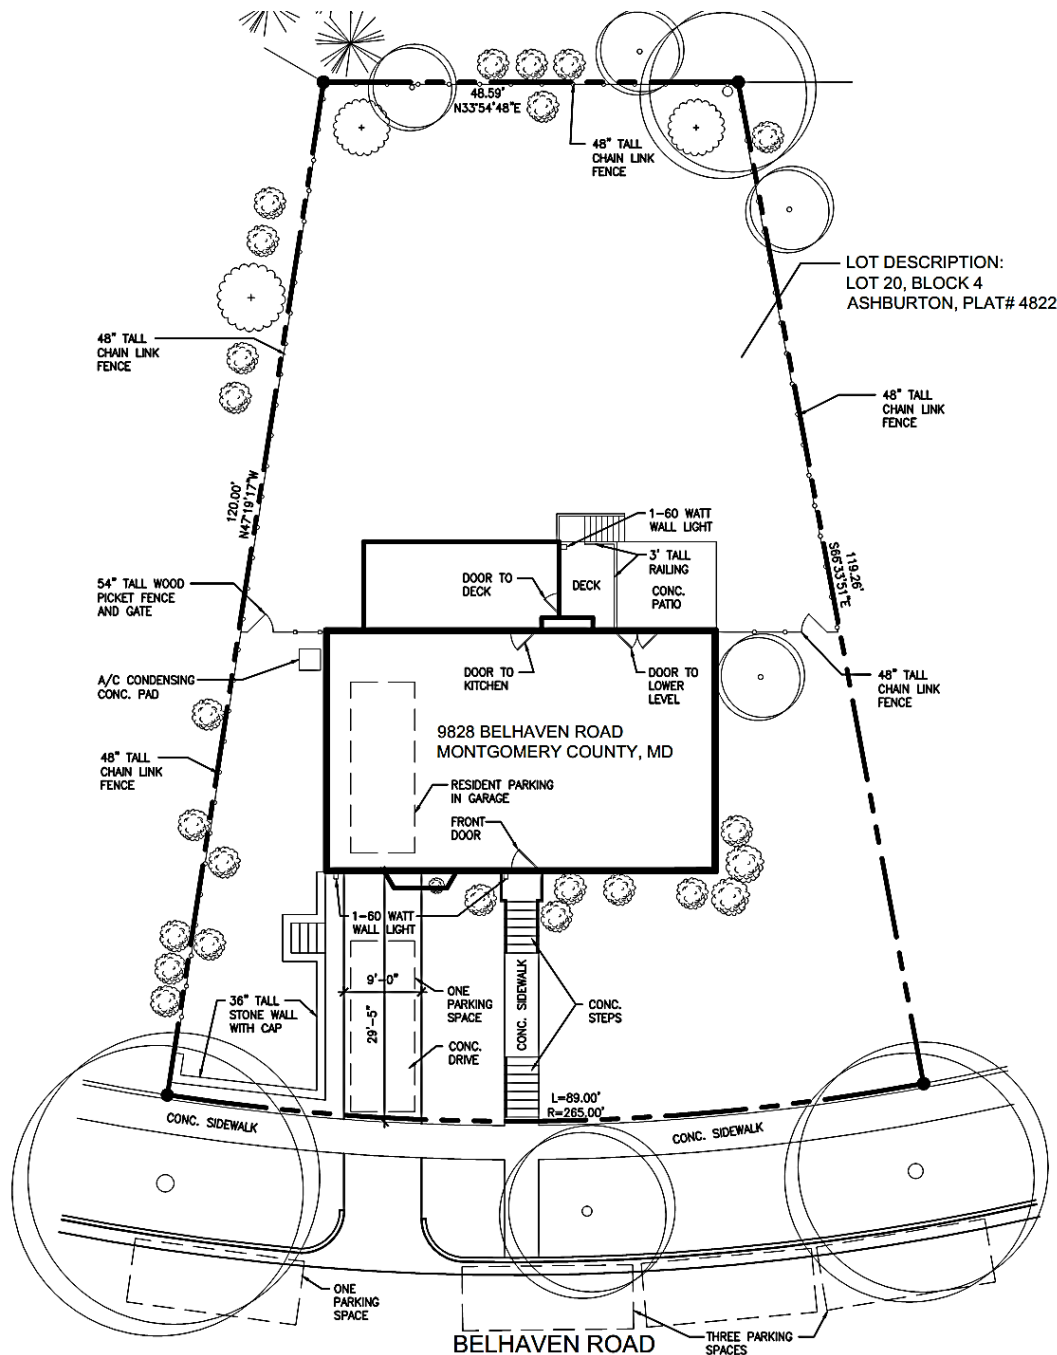 48.59'
N33°54'48"E
48" TALL
CHAIN LINK
FENCE
LOT DESCRIPTION:
LOT 20, BLOCK 4
ASHBURTON, PLAT# 4822
48" TALL
CHAIN LINK
FENCE
48" TALL
CHAIN LINK
FENCE
120.00'
N47°19'17"W
1-60 WATT
WALL LIGHT
3' TALL
RAILING
119.26'
S66°33'51"E
54" TALL WOOD
PICKET FENCE
AND GATE
DOOR TO
DECK
DECK
CONC.
PATIO
A/C CONDENSING
CONC. PAD
DOOR TO
KITCHEN
DOOR TO
LOWER
LEVEL
48" TALL
CHAIN LINK
FENCE
9828 BELHAVEN ROAD
MONTGOMERY COUNTY, MD
48" TALL
CHAIN LINK
FENCE
RESIDENT PARKING
IN GARAGE
FRONT
DOOR
1-60 WATT
WALL LIGHT
9'-0"
29'-5"
ONE
PARKING
SPACE
CONC. SIDEWALK
CONC.
STEPS
36" TALL
STONE WALL
WITH CAP
CONC.
DRIVE
L=89.00'
R=265.00'
CONC. SIDEWALK
CONC. SIDEWALK
ONE
PARKING
SPACE
BELHAVEN ROAD
THREE PARKING
SPACES